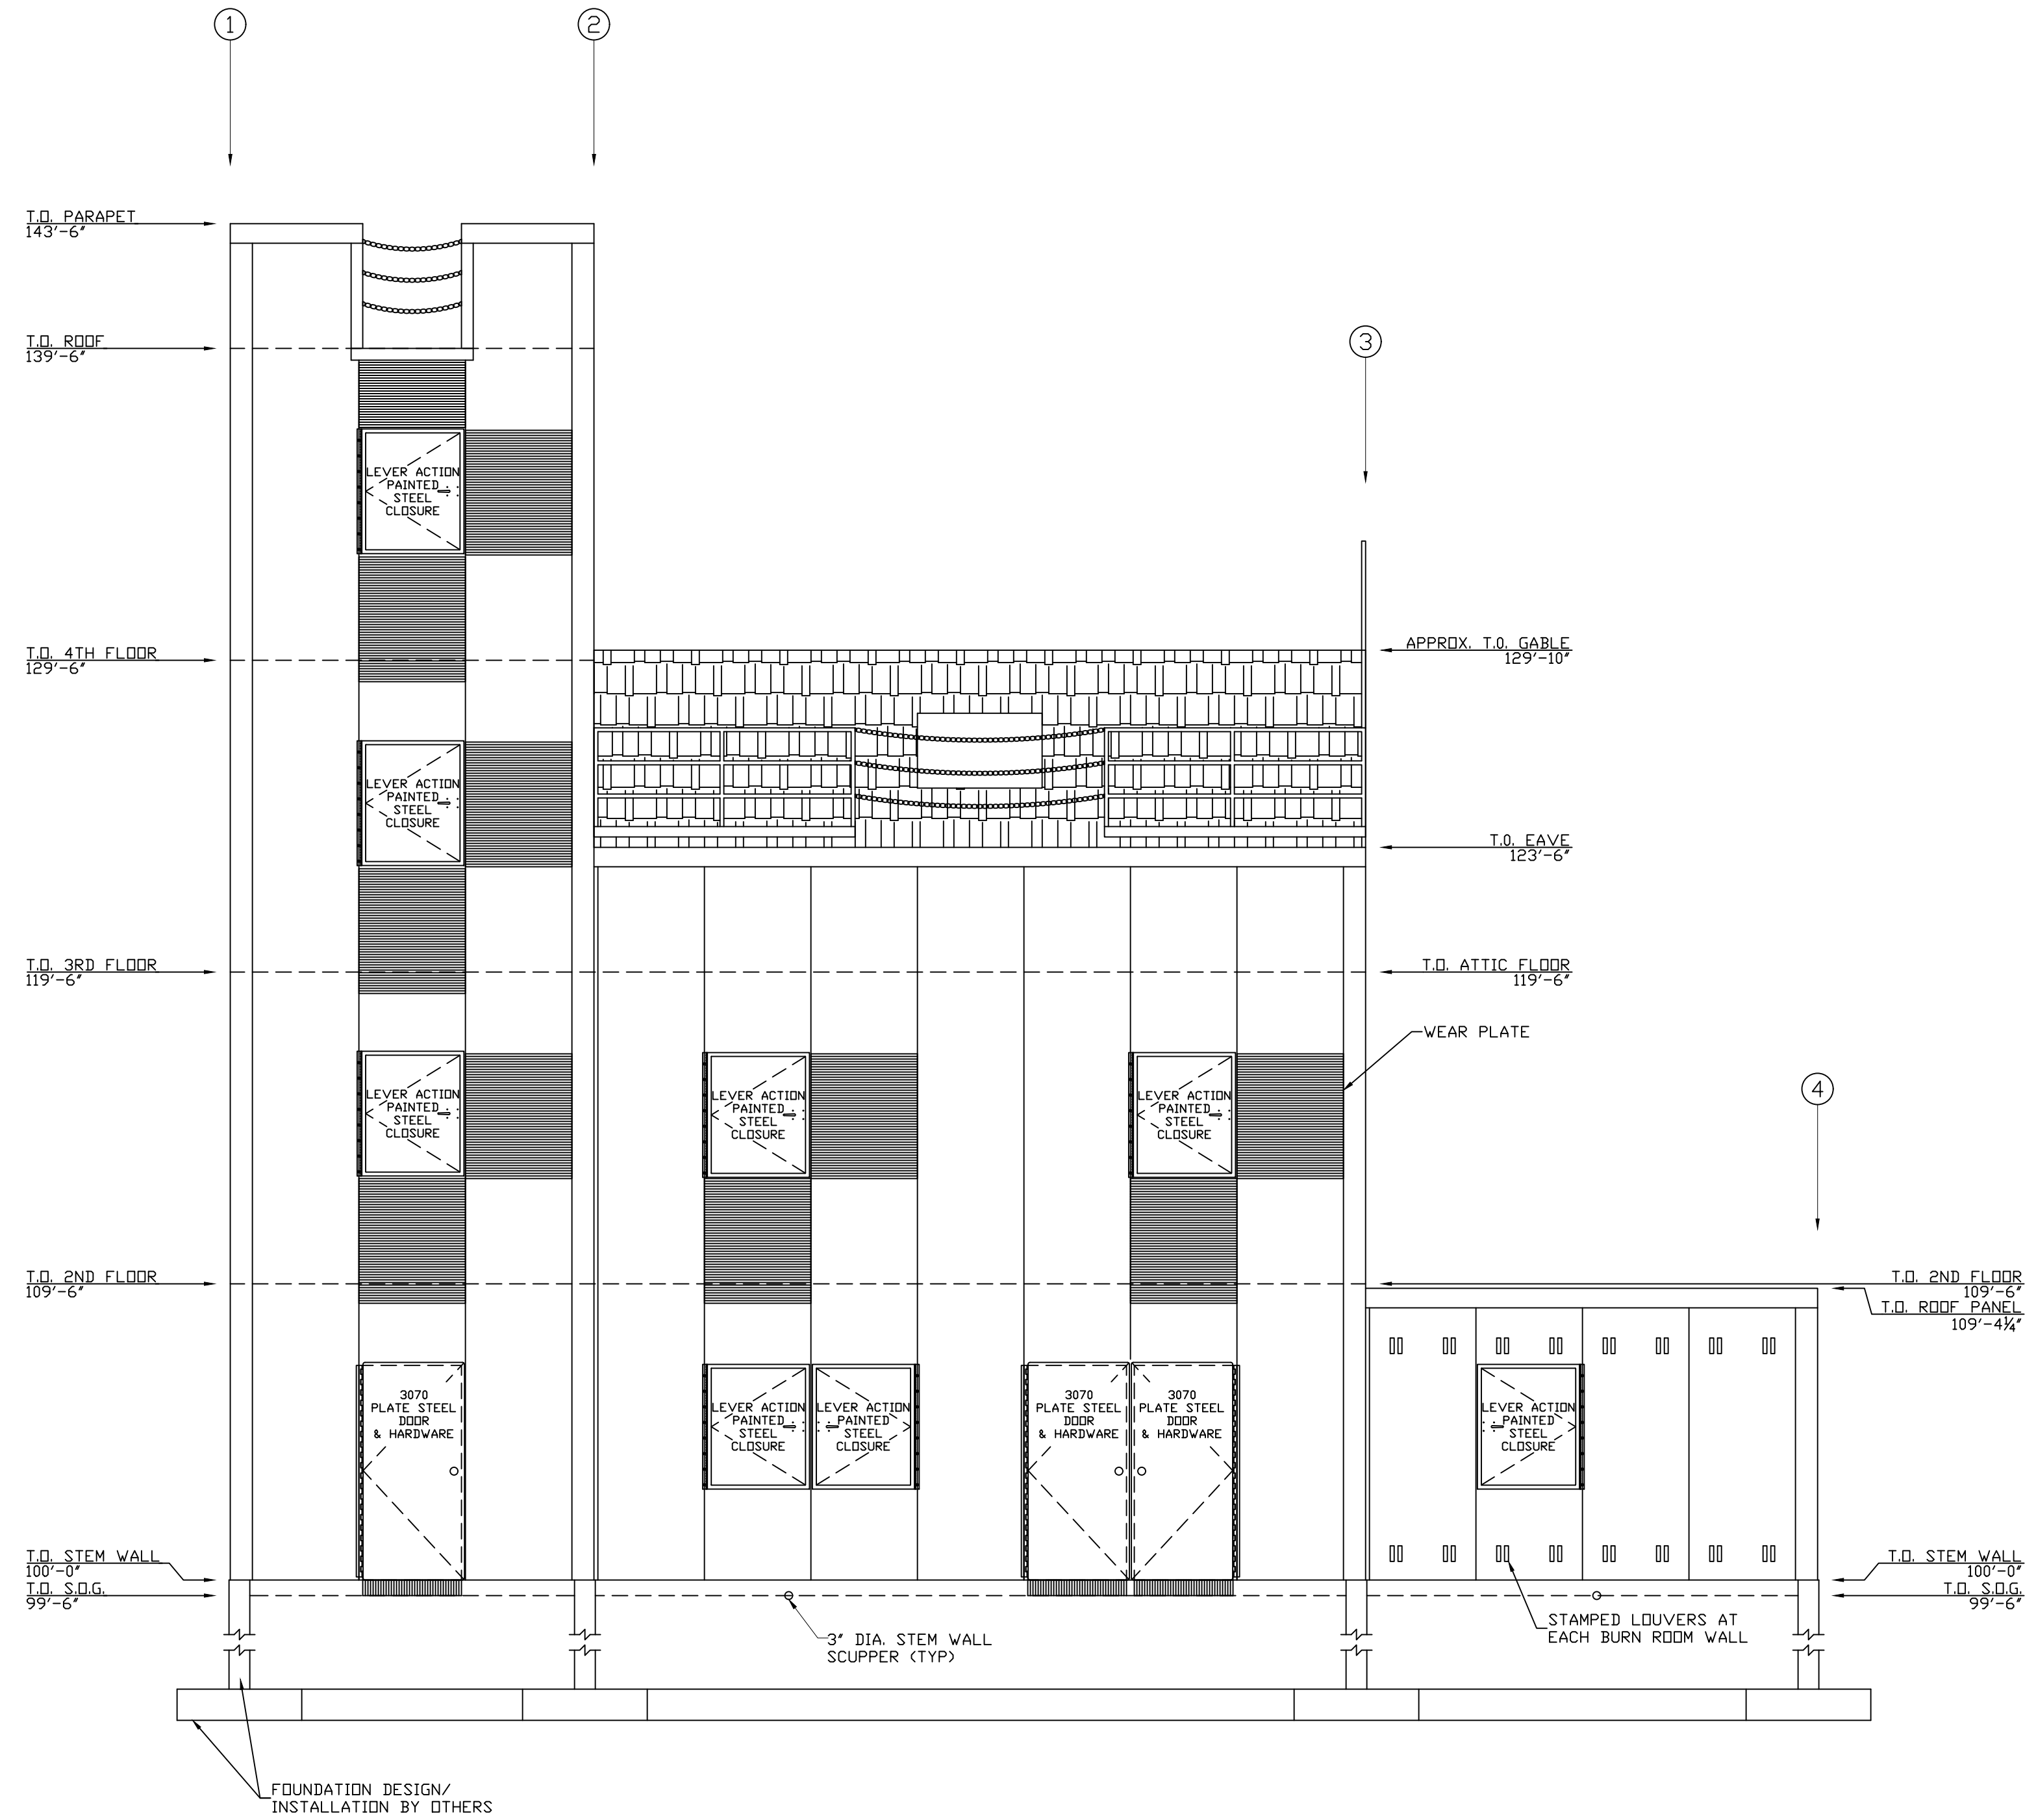 1
2
T.O. PARAPET
143'-6"
T.O. ROOF
139'-6"
3
LEVER ACTION
PAINTED
STEEL
CLOSURE
T.O. 4TH FLOOR
129'-6"
APPROX. T.O. GABLE
129'-10"
LEVER ACTION
PAINTED
STEEL
CLOSURE
T.O. EAVE
123'-6"
T.O. 3RD FLOOR
119'-6"
T.O. ATTIC FLOOR
119'-6"
WEAR PLATE
LEVER ACTION
PAINTED
STEEL
CLOSURE
LEVER ACTION
PAINTED
STEEL
CLOSURE
LEVER ACTION
PAINTED
STEEL
CLOSURE
4
T.O. 2ND FLOOR
109'-6"
T.O. 2ND FLOOR
109'-6"
T.O. ROOF PANEL
109'-4¼"
3070
PLATE STEEL
DOOR
& HARDWARE
LEVER ACTION
PAINTED
STEEL
CLOSURE
LEVER ACTION
PAINTED
STEEL
CLOSURE
3070
PLATE STEEL
DOOR
& HARDWARE
3070
PLATE STEEL
DOOR
& HARDWARE
LEVER ACTION
PAINTED
STEEL
CLOSURE
T.O. STEM WALL
100'-0"
T.O. S.O.G.
99'-6"
T.O. STEM WALL
100'-0"
T.O. S.O.G.
99'-6"
3" DIA. STEM WALL
SCUPPER (TYP)
STAMPED LOUVERS AT
EACH BURN ROOM WALL
FOUNDATION DESIGN/
INSTALLATION BY OTHERS